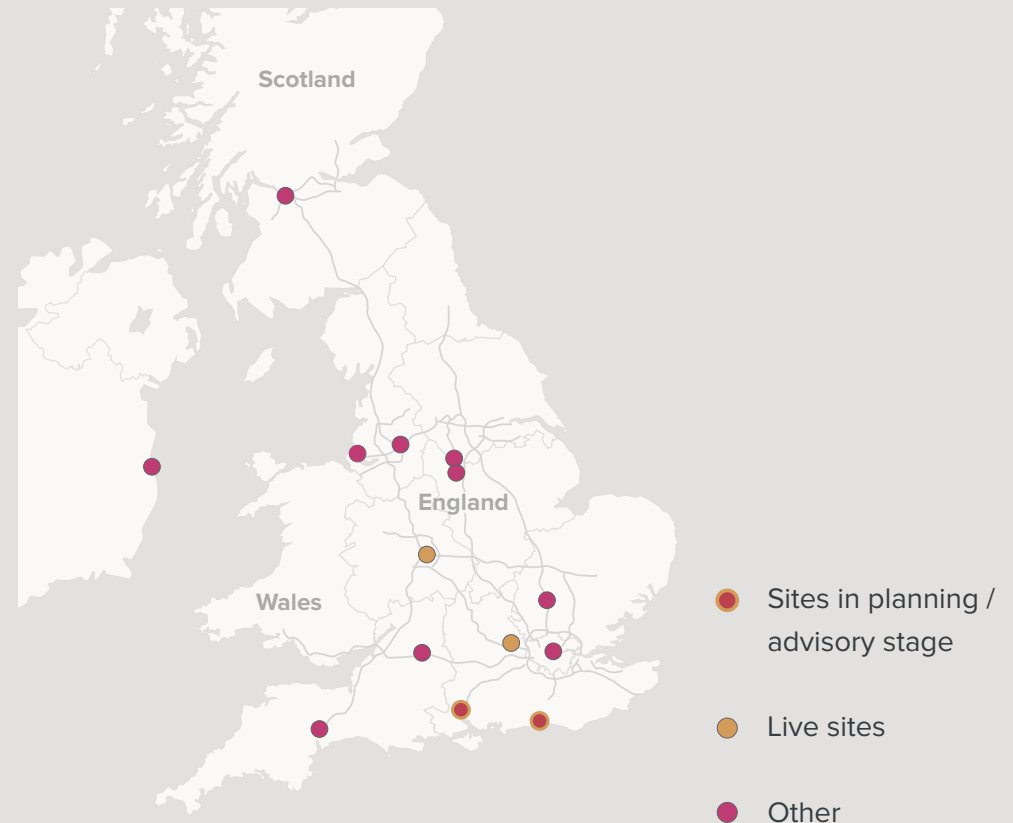 Scotland
England
Wales
Sites in planning /
advisory stage
Live sites
Other